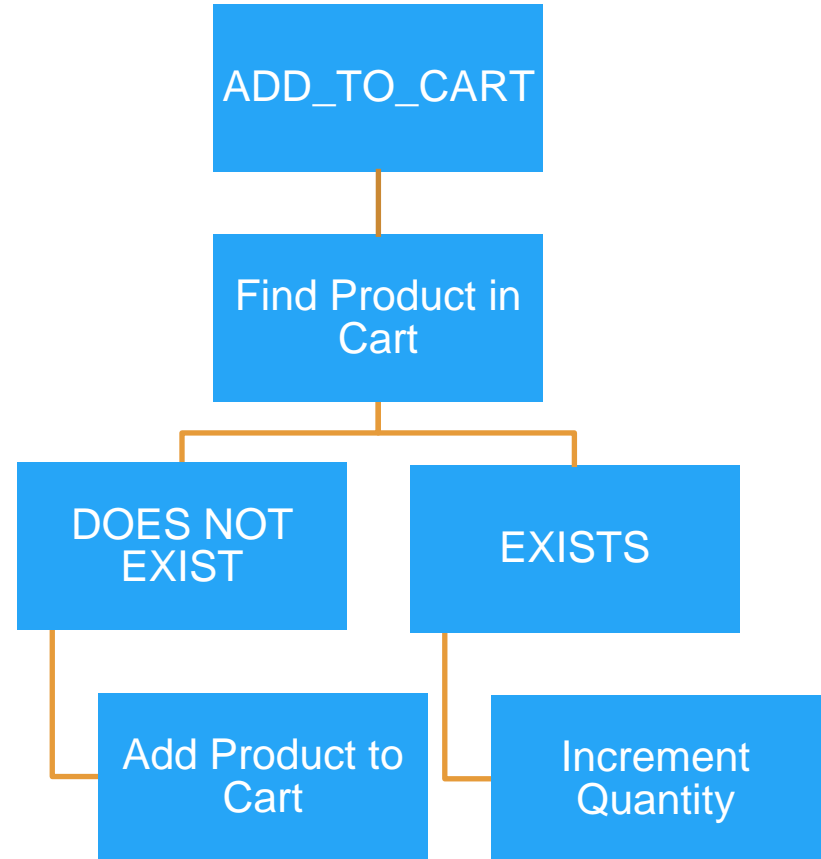 ADD_TO_CART
Find Product in
Cart
DOES NOT
EXIST
EXISTS
Add Product to
Cart
Increment
Quantity